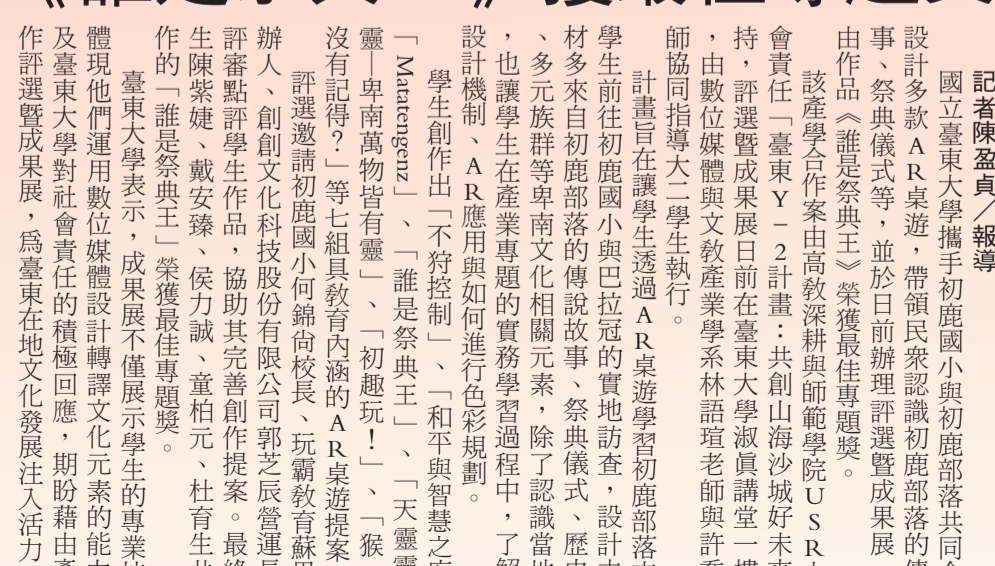 記者陳盈貞／報導
國立臺東大學攜手初鹿國小與初鹿部落共同
設計多款AR桌遊，帶領民眾認識初鹿部落的傳
事、祭典儀式等，並於日前辦理評選暨成果展
由作品《誰是祭典王》榮獲最佳專題獎。
該產學合作案由高教深耕與師範學院USR
會責任「臺東Y–2計畫：共創山海沙城好未來
持，評選暨成果展日前在臺東大學淑眞講堂一樓
，由數位媒體與文教產業學系林語瑄老師與許
師協同指導大二學生執行。
計畫旨在讓學生透過AR桌遊學習初鹿部落
學生前往初鹿國小與巴拉冠的實地訪查，設計
材多來自初鹿部落的傳說故事、祭典儀式、歷史
、多元族群等卑南文化相關元素，除了認識當地
，也讓學生在產業專題的實務學習過程中，了解
設計機制、AR應用與如何進行色彩規劃。
學生創作出「不狩控制」、「和平與智慧之
「Matatengenz」、「誰是祭典王」、「天靈
靈─卑南萬物皆有靈」、「初趣玩！」、「猴
沒有記得？」等七組具教育內涵的AR桌遊提案
評選邀請初鹿國小何錦尙校長、玩霸教育蘇
辦人、創創文化科技股份有限公司郭芝辰營運長
評審點評學生作品，協助其完善創作提案。最終
生陳紫婕、戴安臻、侯力誠、童柏元、杜育生
作的「誰是祭典王」榮獲最佳專題獎。
臺東大學表示，成果展不僅展示學生的專業
體現他們運用數位媒體設計轉譯文化元素的能力
及臺東大學對社會責任的積極回應，期盼藉由產
作評選暨成果展，爲臺東在地文化發展注入活力